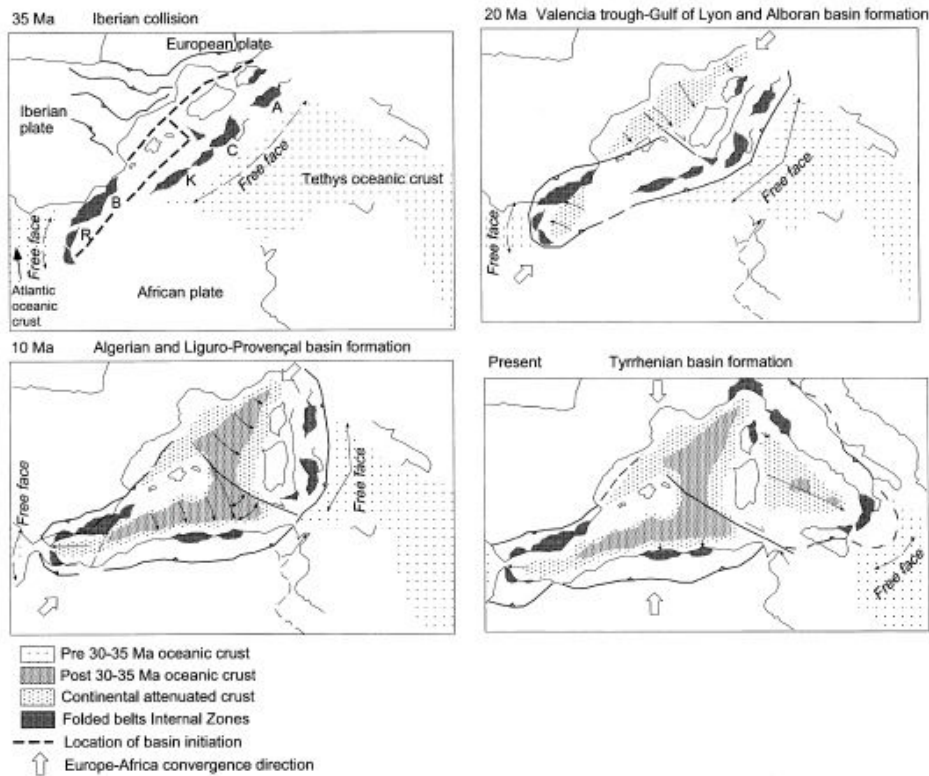 35 Ma Iberian collision
European plate
Iberian plate
A
C
K
B
R
Free face
Tethys oceanic crust
Free face
Atlantic oceanic crust
African plate
20 Ma Valencia trough-Gulf of Lyon and Alboran basin formation
Free face
Free face
10 Ma Algerian and Liguro-Provençal basin formation
Free face
Free face
Present Tyrrhenian basin formation
Free face
Pre 30-35 Ma oceanic crust
Post 30-35 Ma oceanic crust
Continental attenuated crust
Folded belts Internal Zones
Location of basin initiation
Europe-Africa convergence direction